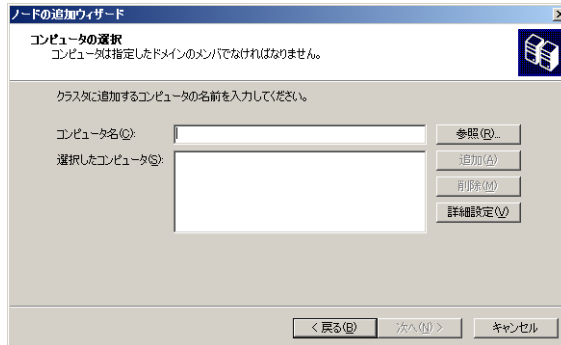 ノードの追加ウィザード
コンピュータの選択
コンピュータは指定したドメインのメンバでなければなりません。
クラスタに追加するコンピュータの名前を入力してください。
コンピュータ名(C):
参照(R)...
選択したコンピュータ(S):
追加(A)
削除(M)
詳細設定(V)
< 戻る(B)
次へ(N) >
キャンセル